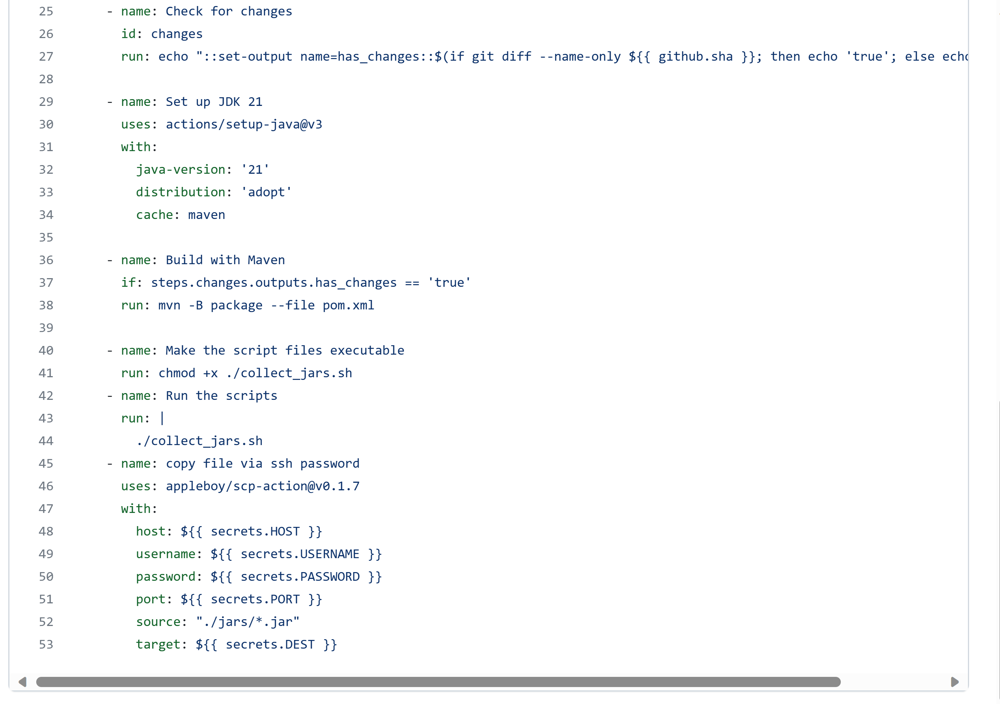 25 - name: Check for changes
26 id: changes
27 run: echo "::set-output name=has_changes::$(if git diff --name-only ${{ github.sha }}; then echo 'true'; else echo
28
29 - name: Set up JDK 21
30 uses: actions/setup-java@v3
31 with:
32 java-version: '21'
33 distribution: 'adopt'
34 cache: maven
35
36 - name: Build with Maven
37 if: steps.changes.outputs.has_changes == 'true'
38 run: mvn -B package --file pom.xml
39
40 - name: Make the script files executable
41 run: chmod +x ./collect_jars.sh
42 - name: Run the scripts
43 run: |
44 ./collect_jars.sh
45 - name: copy file via ssh password
46 uses: appleboy/scp-action@v0.1.7
47 with:
48 host: ${{ secrets.HOST }}
49 username: ${{ secrets.USERNAME }}
50 password: ${{ secrets.PASSWORD }}
51 port: ${{ secrets.PORT }}
52 source: "./jars/*.jar"
53 target: ${{ secrets.DEST }}